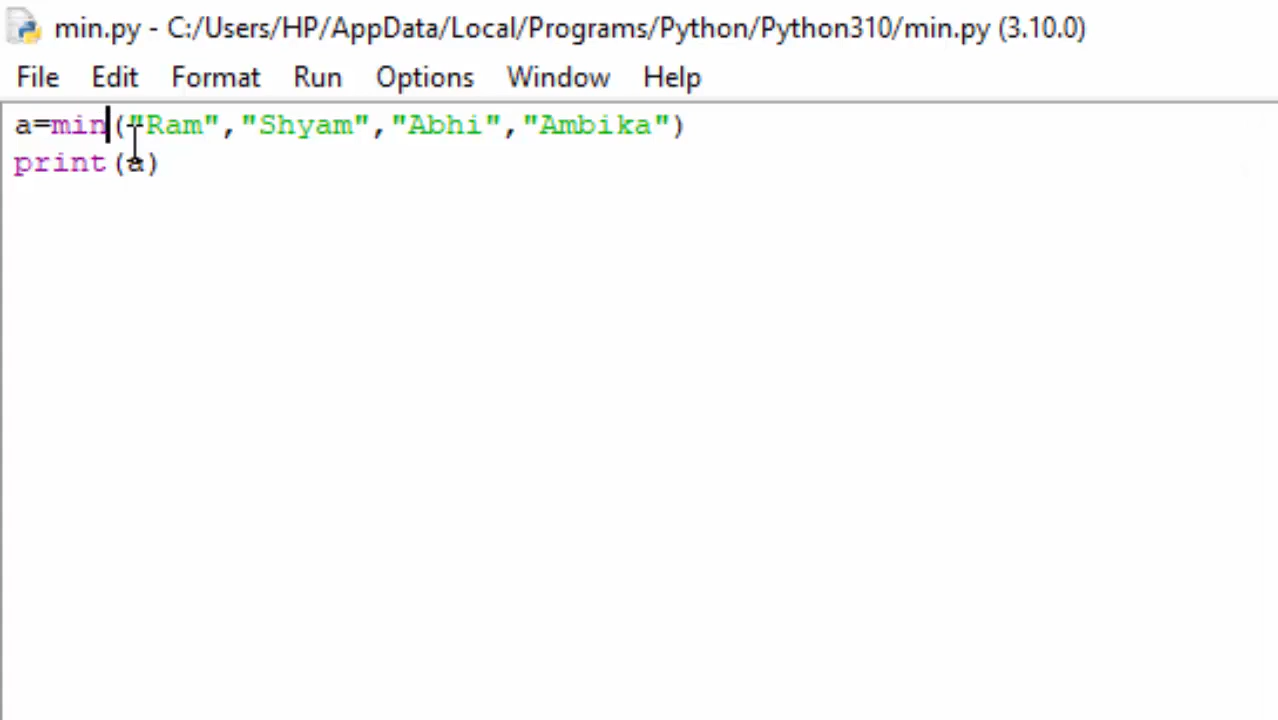 min.py - C:/Users/HP/AppData/Local/Programs/Python/Python310/min.py (3.10.0)
File Edit Format Run Options Window Help
a=min("Ram","Shyam","Abhi","Ambika")
print(a)